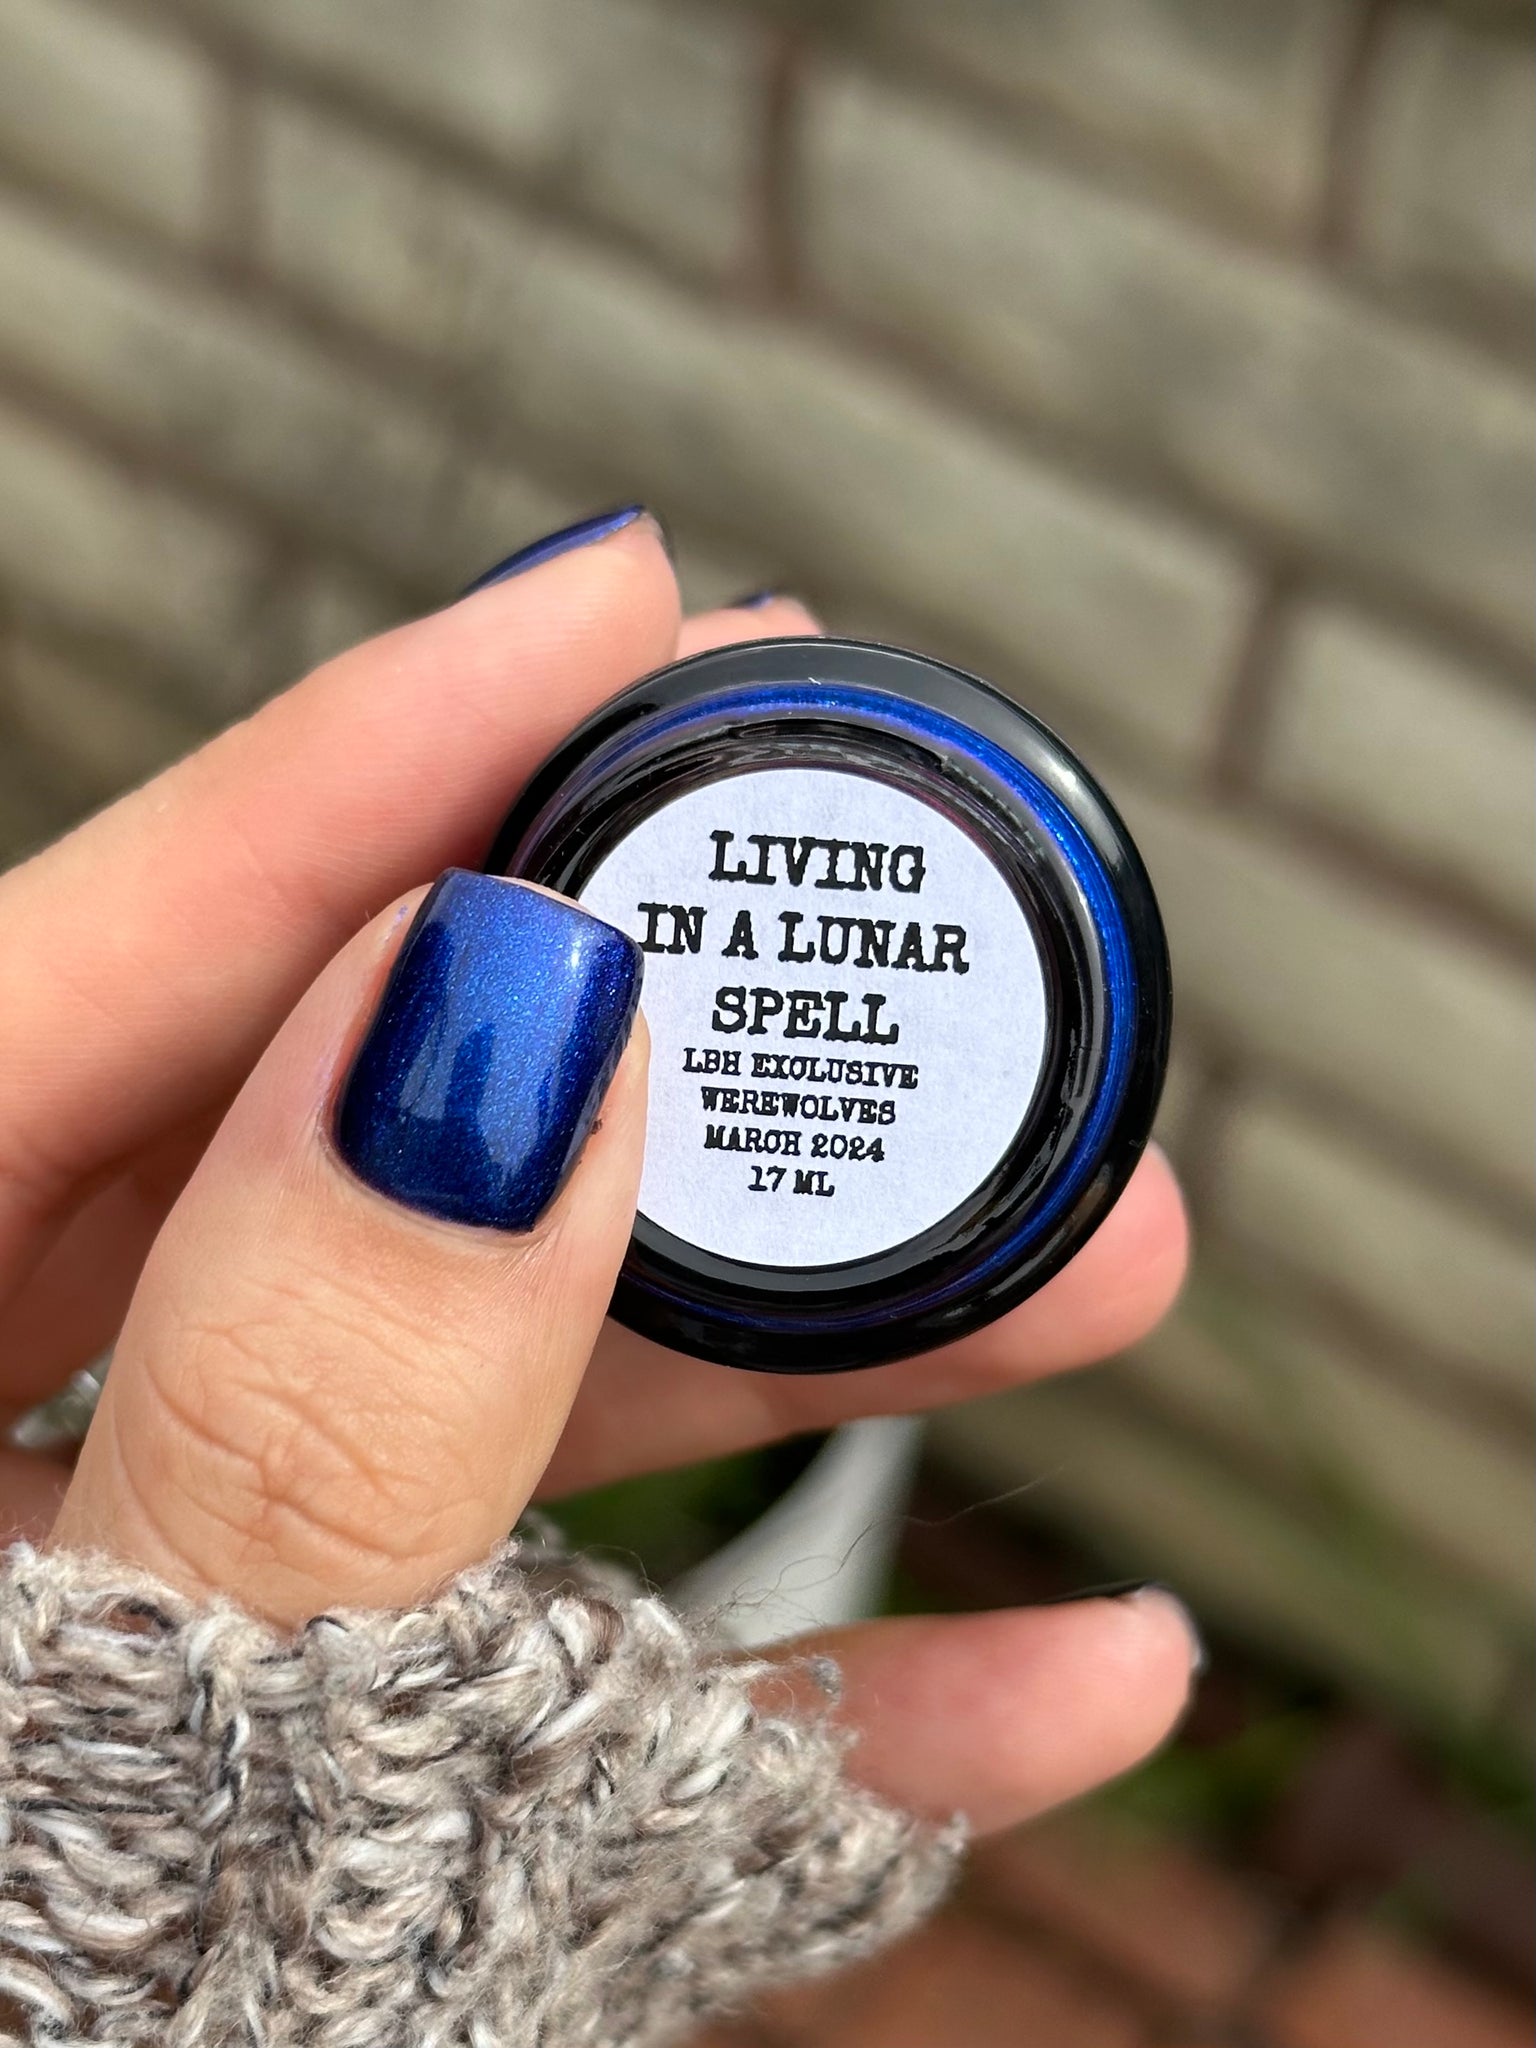 LIVING
IN A LUNAR
SPELL
LBH EXCLUSIVE
WEREWOLVES
MARCH 2024
17 ML